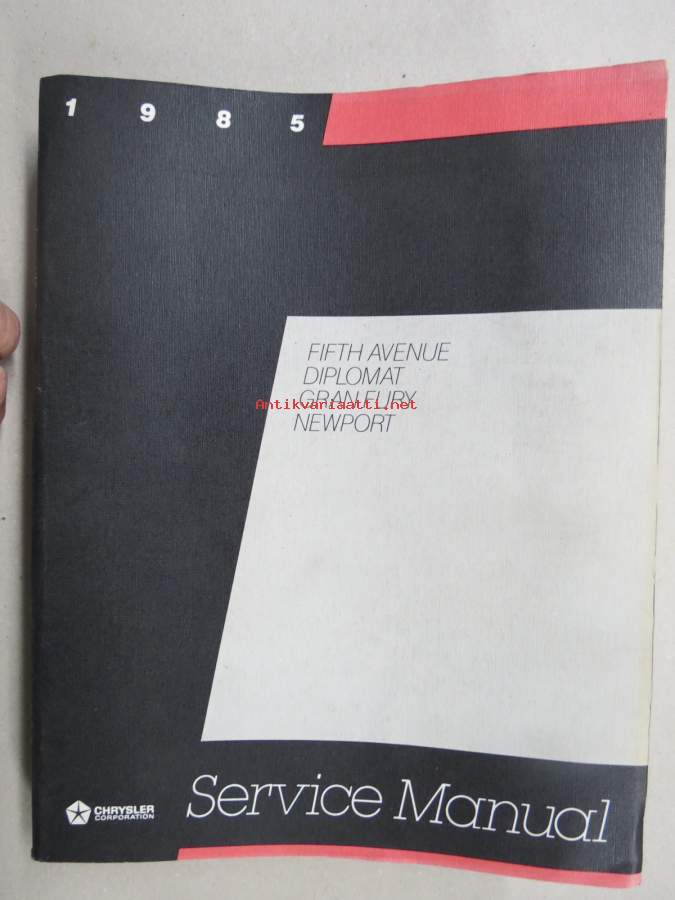 1 9 8 5
FIFTH AVENUE
DIPLOMAT
GRAN FURY
Antikvariaatti.net
NEWPORT
CHRYSLER
CORPORATION
Service Manual